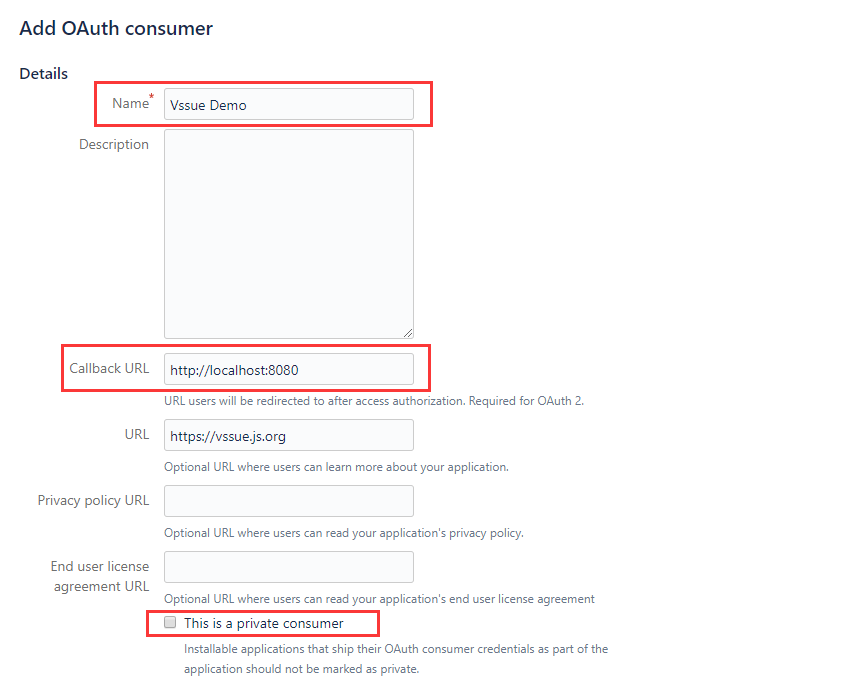 Add OAuth consumer
Details
Name*
Vssue Demo
Description
Callback URL
http://localhost:8080
URL users will be redirected to after access authorization. Required for OAuth 2.
URL
https://vssue.js.org
Optional URL where users can learn more about your application.
Privacy policy URL
Optional URL where users can read your application's privacy policy.
End user license
agreement URL
Optional URL where users can read your application's end user license agreement
This is a private consumer
Installable applications that ship their OAuth consumer credentials as part of the
application should not be marked as private.